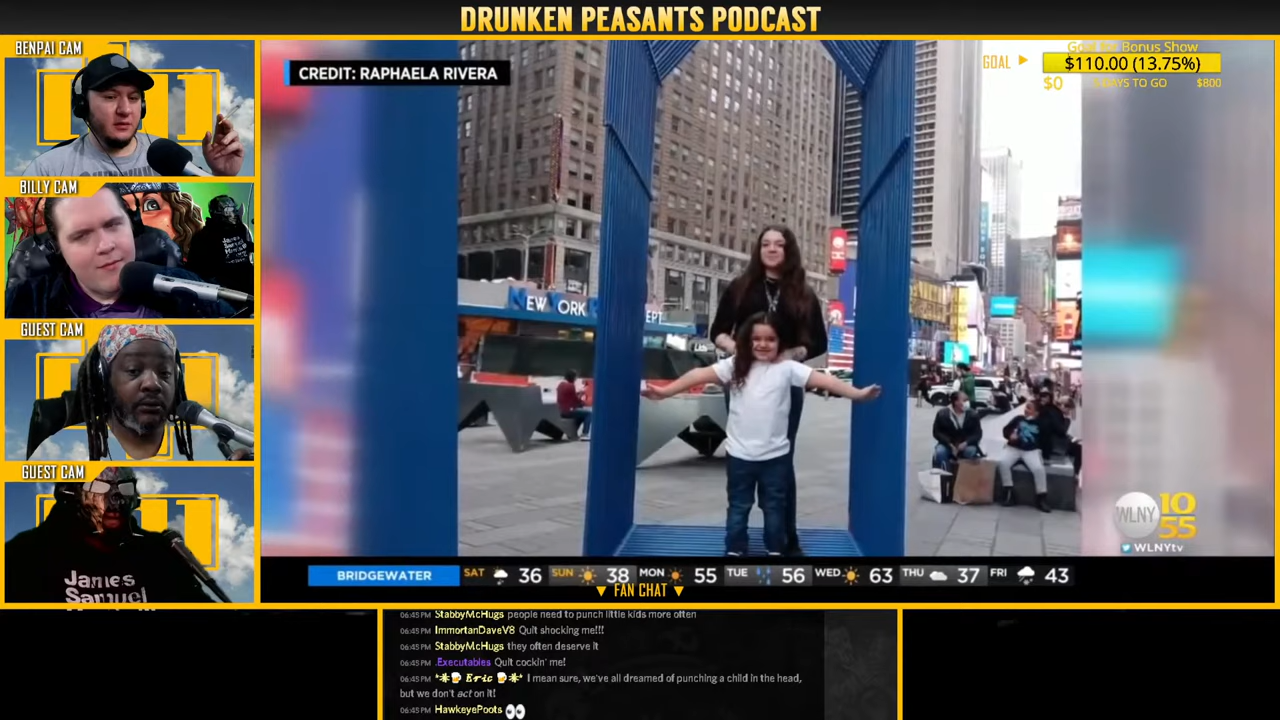 DRUNKEN PEASANTS PODCAST
BENPAI CAM
BILLY CAM
GUEST CAM
GUEST CAM
James
Samuel
CREDIT: RAPHAELA RIVERA
GOAL
Goal for Bonus Show
$110.00 (13.75%)
$0
DAYS TO GO
$800
NEW YORK
WLNY
10
55
WLNYtv
BRIDGEWATER SAT 36 SUN 38 MON 55 TUE 56 WED 63 THU 37 FRI 43
▼ FAN CHAT ▼
06:45 PM StabbyMcHugs people need to punch little kids more often
06:45 PM ImmortanDaveV8 Quit shocking me!!!
06:45 PM StabbyMcHugs they often deserve it
06:45 PM .Executables Quit cockin' me!
06:45 PM *☀🍺 Eric 🍺☀* I mean sure, we've all dreamed of punching a child in the head,
but we don't act on it!
06:45 PM HawkeyePoots 👀